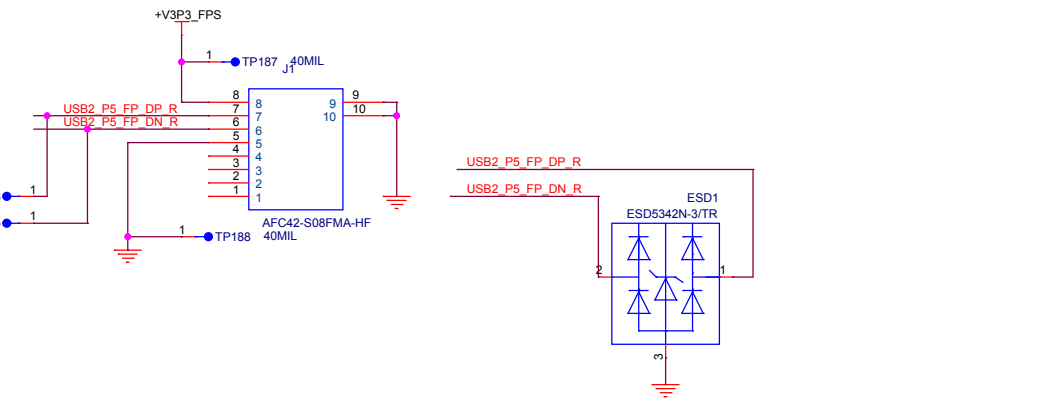 +V3P3_FPS
1
TP187
40MIL
J1
8
8
9
9
USB2_P5_FP_DP_R
7
7
10
10
USB2_P5_FP_DN_R
6
6
5
5
4
4
3
3
2
2
1
1
1
1
AFC42-S08FMA-HF
1
TP188
40MIL
USB2_P5_FP_DP_R
USB2_P5_FP_DN_R
ESD1
ESD5342N-3/TR
2
1
3